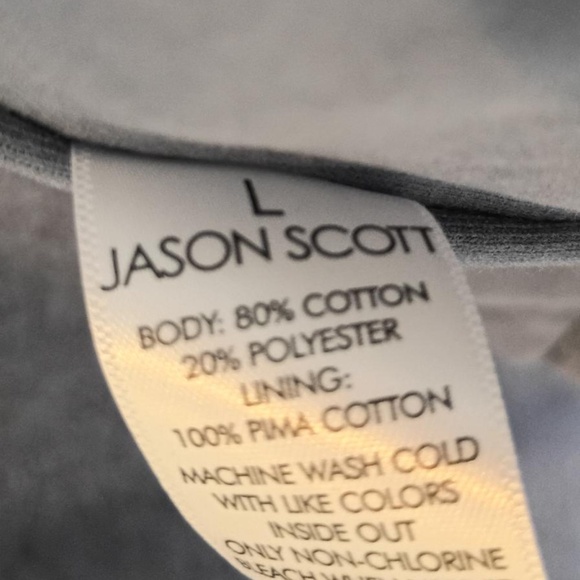 L
JASON SCOTT
BODY: 80% COTTON
20% POLYESTER
LINING:
100% PIMA COTTON
MACHINE WASH COLD
WITH LIKE COLORS
INSIDE OUT
ONLY NON-CHLORINE
BLEACH